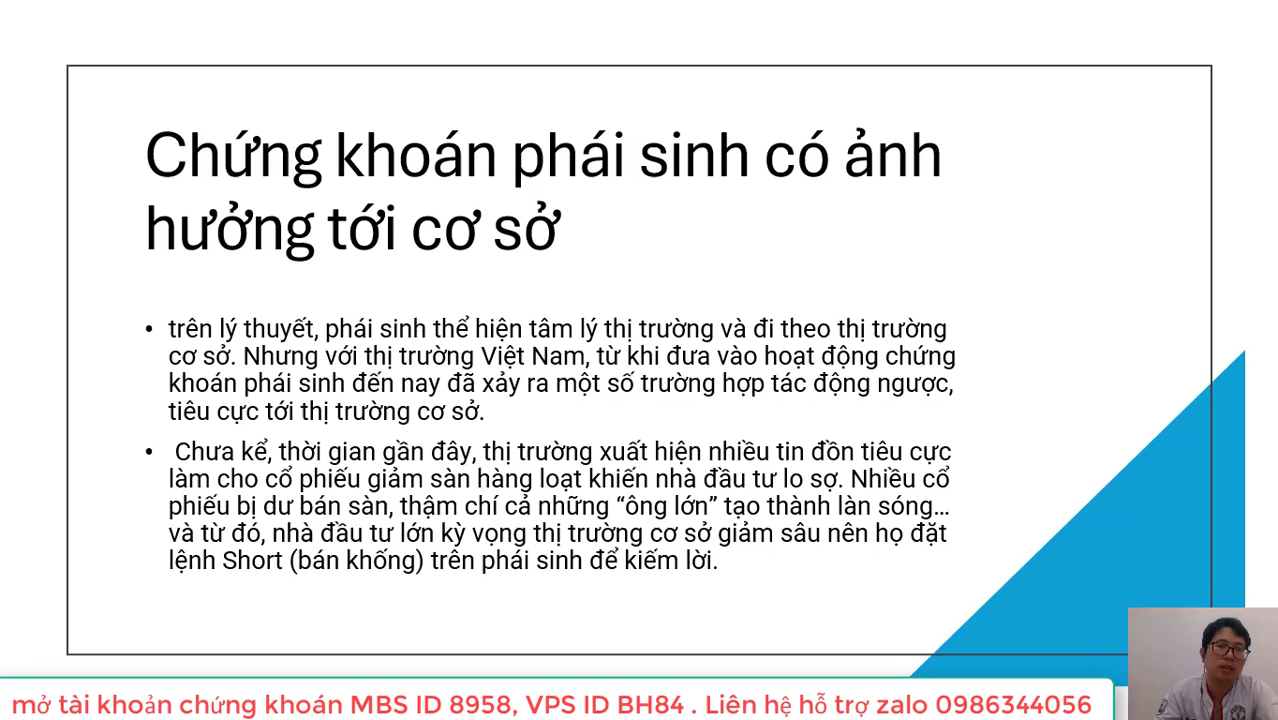 Chứng khoán phái sinh có ảnh
hưởng tới cơ sở
• trên lý thuyết, phái sinh thể hiện tâm lý thị trường và đi theo thị trường
cơ sở. Nhưng với thị trường Việt Nam, từ khi đưa vào hoạt động chứng
khoán phái sinh đến nay đã xảy ra một số trường hợp tác động ngược,
tiêu cực tới thị trường cơ sở.
• Chưa kể, thời gian gần đây, thị trường xuất hiện nhiều tin đồn tiêu cực
làm cho cổ phiếu giảm sàn hàng loạt khiến nhà đầu tư lo sợ. Nhiều cổ
phiếu bị dư bán sàn, thậm chí cả những “ông lớn” tạo thành làn sóng…
và từ đó, nhà đầu tư lớn kỳ vọng thị trường cơ sở giảm sâu nên họ đặt
lệnh Short (bán khống) trên phái sinh để kiếm lời.
mở tài khoản chứng khoán MBS ID 8958, VPS ID BH84 . Liên hệ hỗ trợ zalo 0986344056